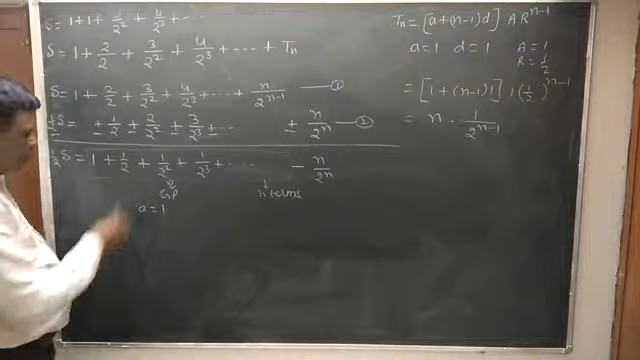 S = 1 + 1 + 1/2² + 4/2³ + ...
S = 1 + 2/2 + 3/2² + 4/2³ + ---- + Tn
S = 1 + 2/2 + 3/2² + 4/2³ + ... + n/2^(n-1) —— ①
½S = ± ½ ± 2/2² ± 3/2³ ± ... ± n/2^n —— ②
½S = 1 + ½ + 1/2² + 1/2³ + ---- − n/2^n
GP n terms
a = 1
Tn = [a+(n-1)d] A R^(n-1)
a = 1 d = 1 A = 1
R = ½
= [1 + (n-1)1] · 1 (½)^(n-1)
= n · 1/2^(n-1)